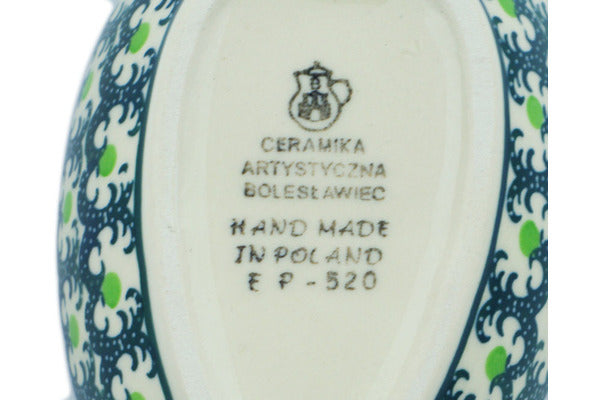 CERAMIKA
ARTYSTYCZNA
BOLESŁAWIEC
HAND MADE
IN POLAND
E P - 520